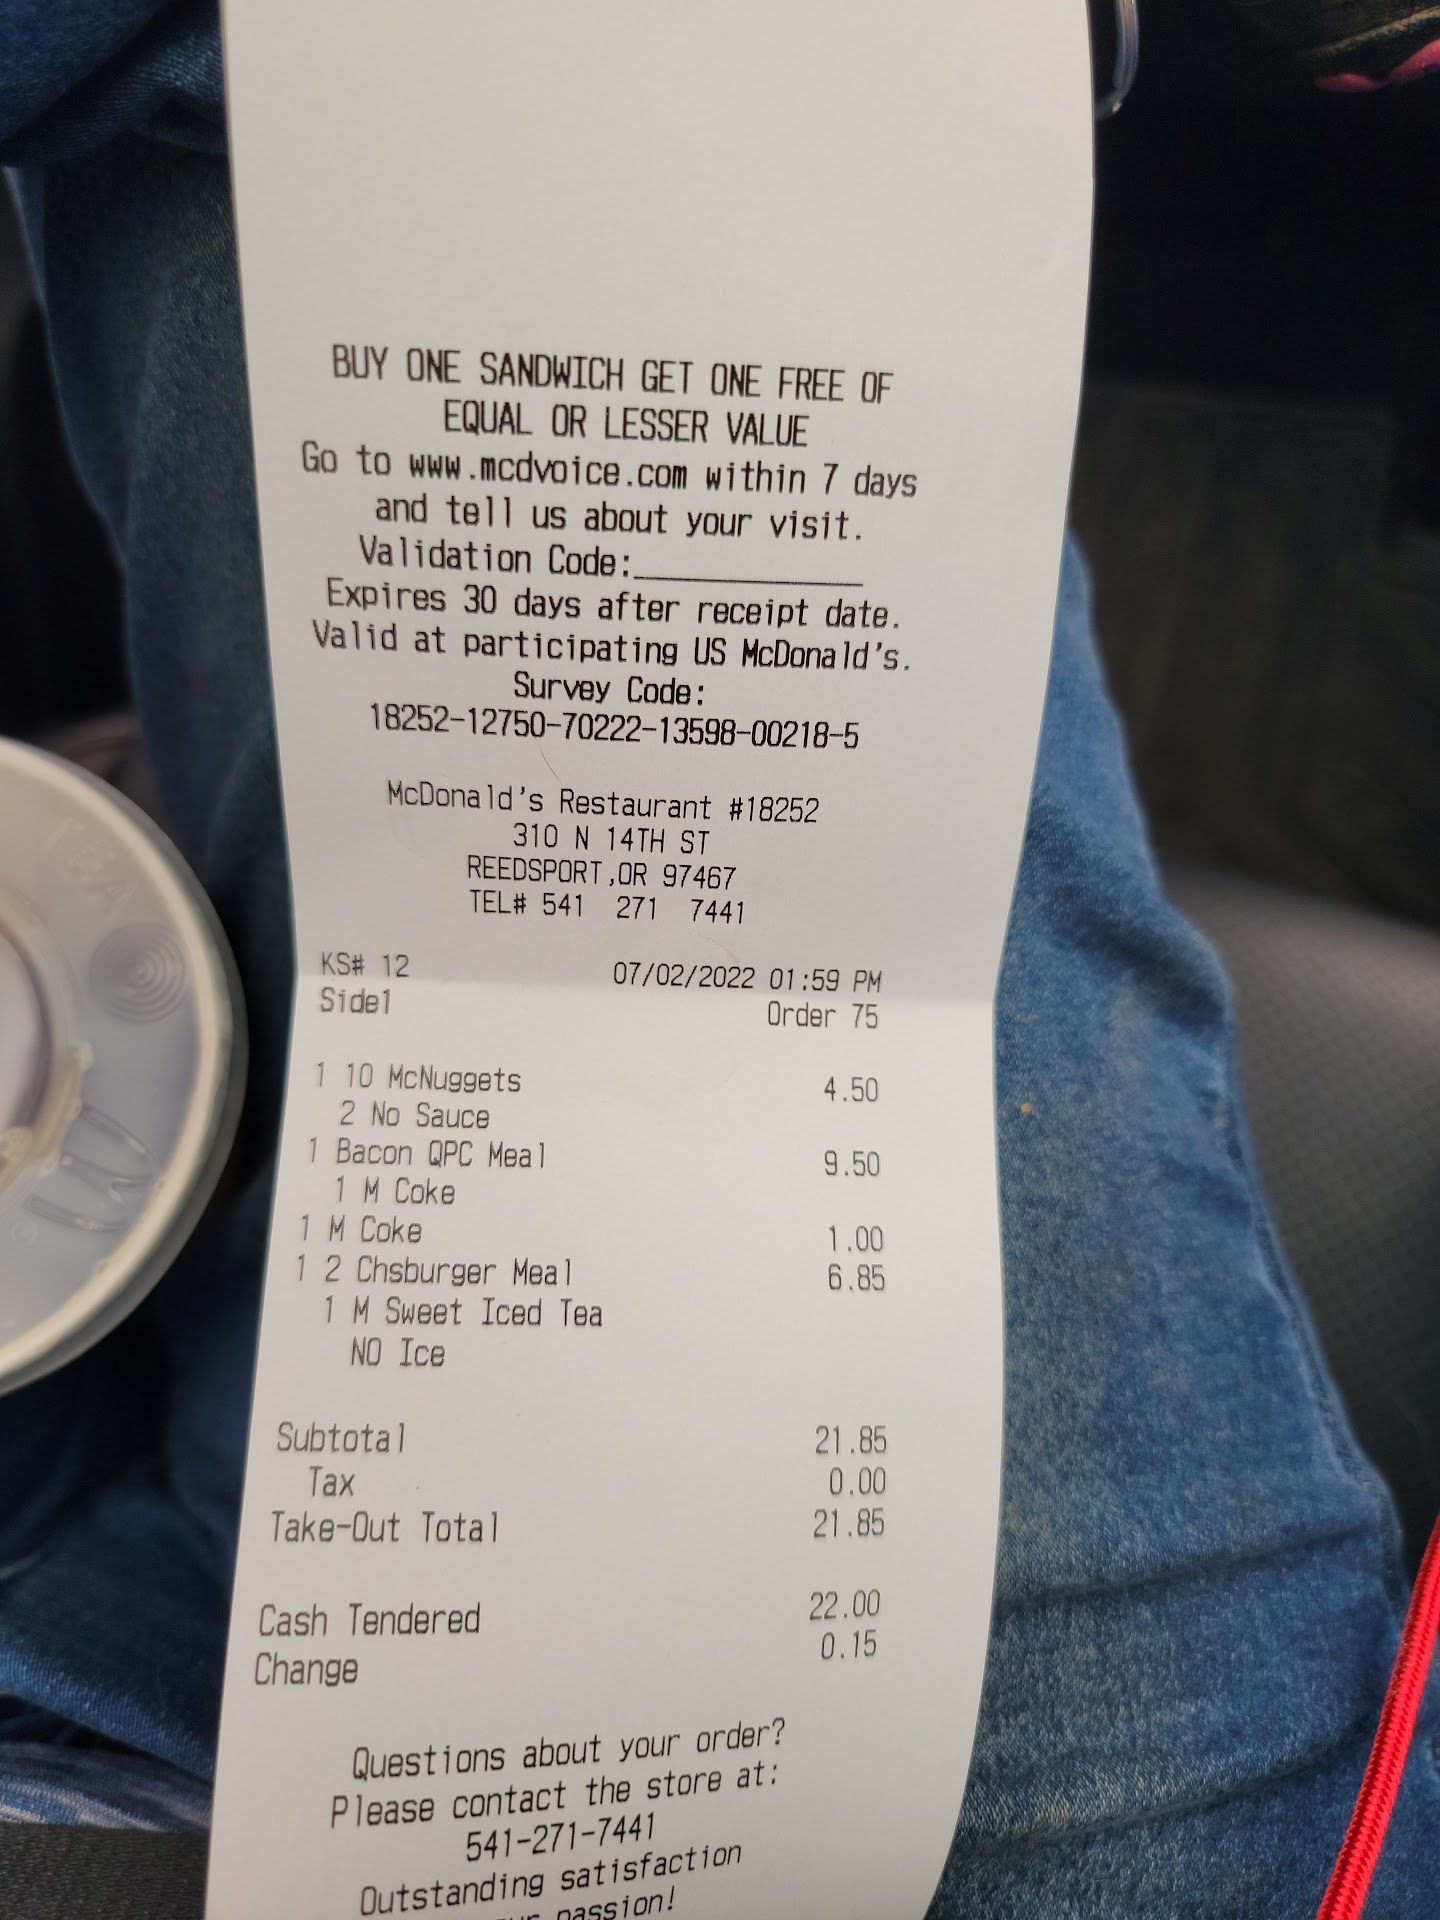 BUY ONE SANDWICH GET ONE FREE OF
EQUAL OR LESSER VALUE
Go to www.mcdvoice.com within 7 days
and tell us about your visit.
Validation Code:____________
Expires 30 days after receipt date.
Valid at participating US McDonald's.
Survey Code:
18252-12750-70222-13598-00218-5
McDonald's Restaurant #18252
310 N 14TH ST
REEDSPORT,OR 97467
TEL# 541 271 7441
KS# 12 07/02/2022 01:59 PM
Side1 Order 75
1 10 McNuggets 4.50
2 No Sauce
1 Bacon QPC Meal 9.50
1 M Coke
1 M Coke 1.00
1 2 Chsburger Meal 6.85
1 M Sweet Iced Tea
NO Ice
Subtotal 21.85
Tax 0.00
Take-Out Total 21.85
Cash Tendered 22.00
Change 0.15
Questions about your order?
Please contact the store at:
541-271-7441
Outstanding satisfaction
passion!